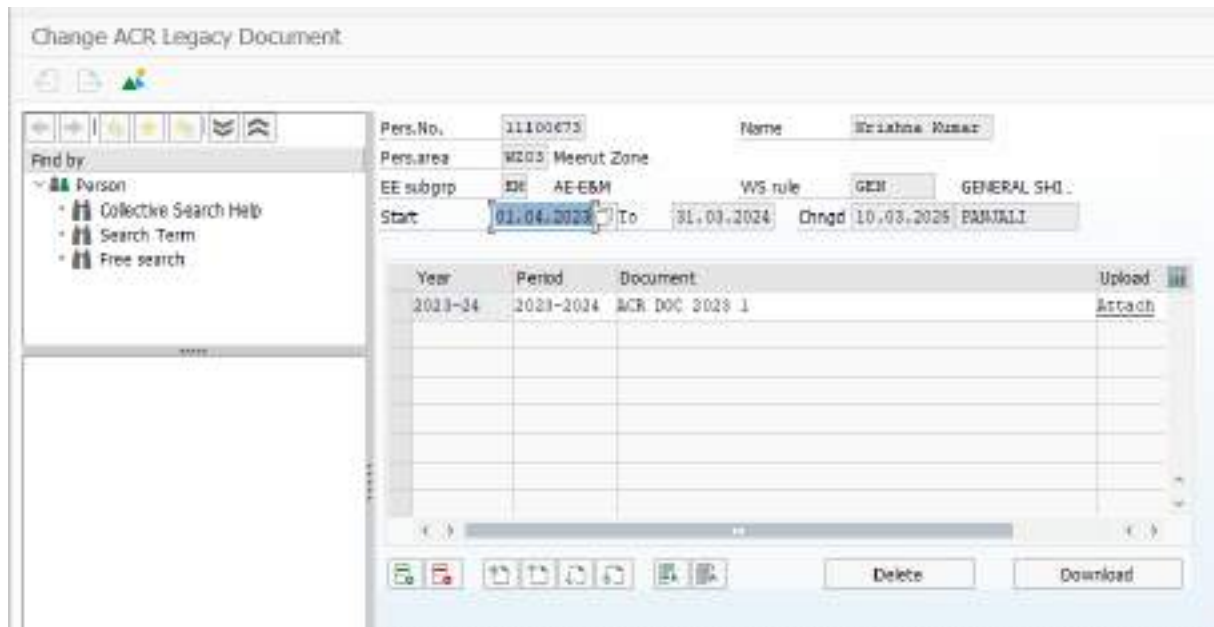 Change ACR Legacy Document
Find by
Person
Collective Search Help
Search Term
Free search
Pers.No. 11100673 Name Krishna Kumar
Pers.area WZ03 Meerut Zone
EE subgrp AE-E&M WS rule GEN GENERAL SHI..
Start 01.04.2023 To 31.03.2024 Chngd 10.03.2025 PANJALI
Year Period Document Upload
2023-24 2023-2024 ACR DOC 2023 1 Attach
Delete Download